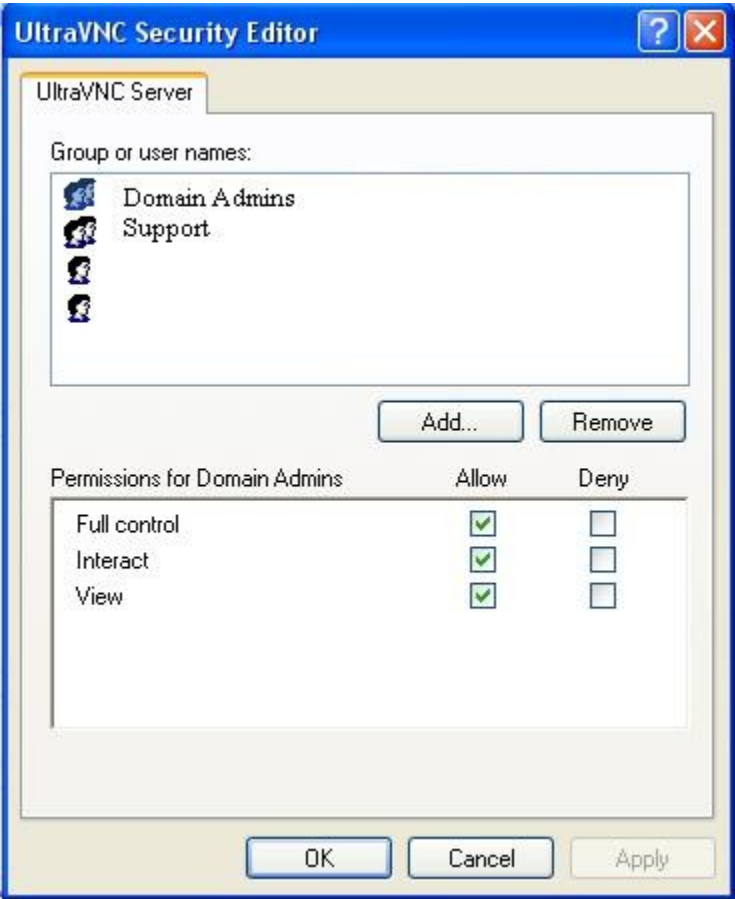 UltraVNC Security Editor
UltraVNC Server
Group or user names:
Domain Admins
Support
Add... Remove
Permissions for Domain Admins Allow Deny
Full control
Interact
View
OK Cancel Apply